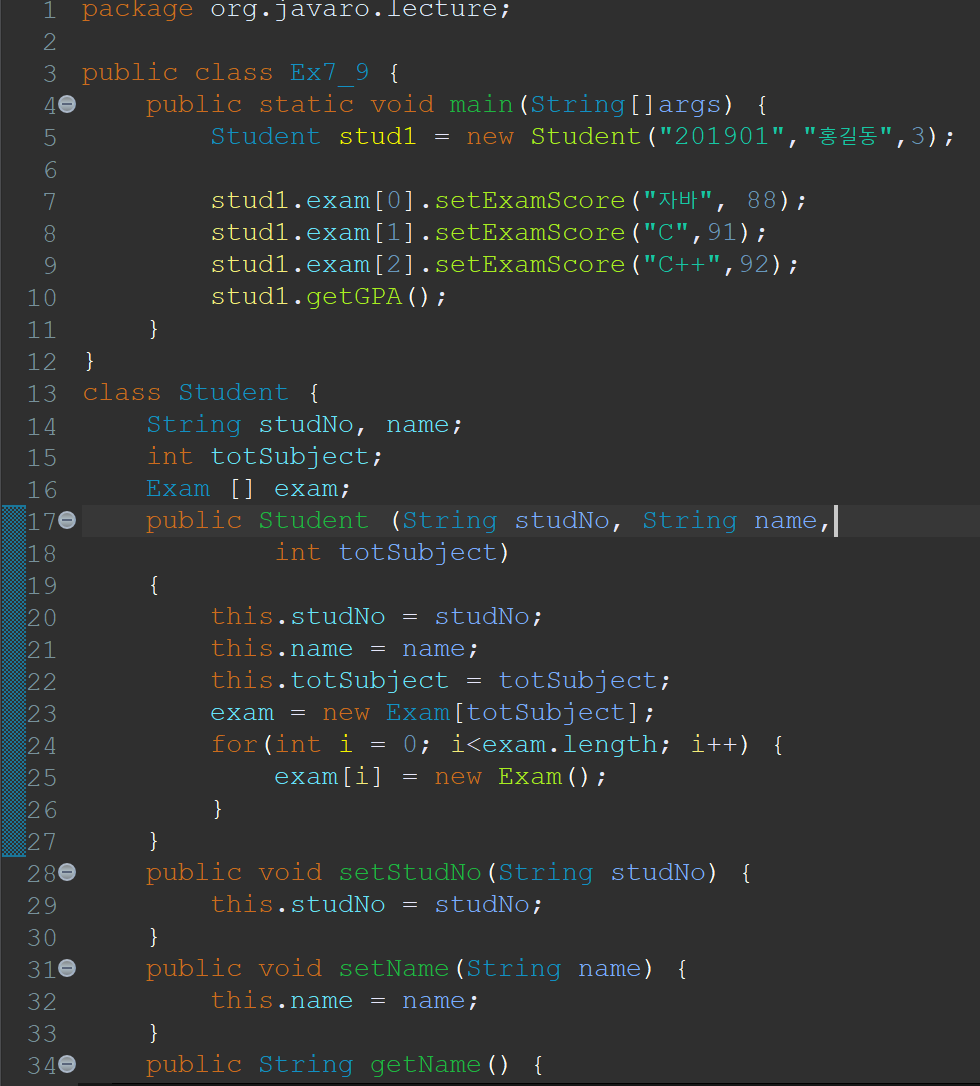 1 package org.javaro.lecture;
2
3 public class Ex7_9 {
4 public static void main(String[]args) {
5 Student stud1 = new Student("201901","홍길동",3);
6
7 stud1.exam[0].setExamScore("자바", 88);
8 stud1.exam[1].setExamScore("C",91);
9 stud1.exam[2].setExamScore("C++",92);
10 stud1.getGPA();
11 }
12 }
13 class Student {
14 String studNo, name;
15 int totSubject;
16 Exam [] exam;
17 public Student (String studNo, String name,
18 int totSubject)
19 {
20 this.studNo = studNo;
21 this.name = name;
22 this.totSubject = totSubject;
23 exam = new Exam[totSubject];
24 for(int i = 0; i<exam.length; i++) {
25 exam[i] = new Exam();
26 }
27 }
28 public void setStudNo(String studNo) {
29 this.studNo = studNo;
30 }
31 public void setName(String name) {
32 this.name = name;
33 }
34 public String getName() {